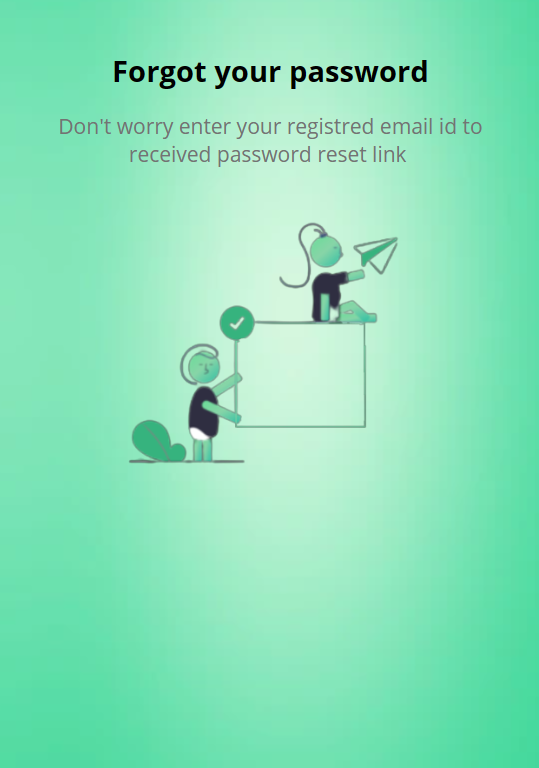 Forgot your password
Don't worry enter your registred email id to
received password reset link